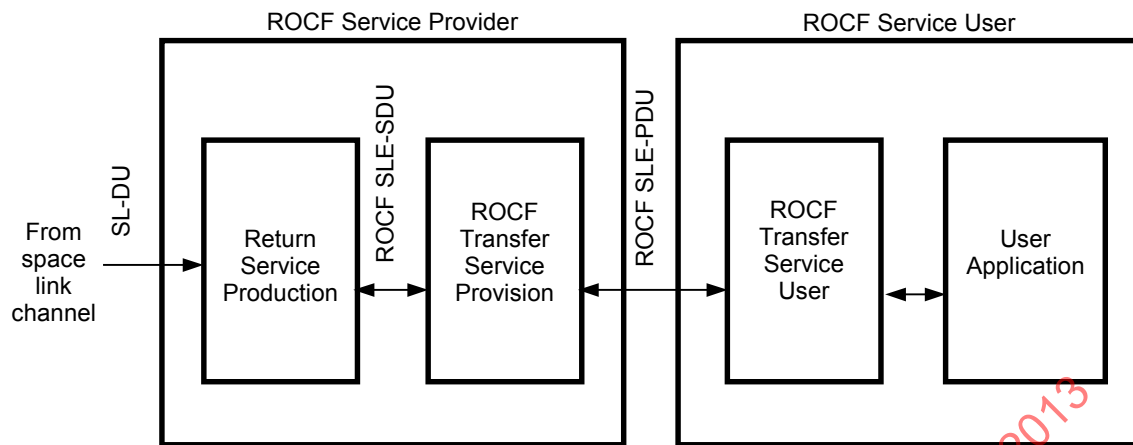 ROCF Service Provider
ROCF Service User
SL-DU
ROCF SLE-SDU
ROCF SLE-PDU
From
space
link
channel
Return
Service
Production
ROCF
Transfer
Service
Provision
ROCF
Transfer
Service
User
User
Application
2013